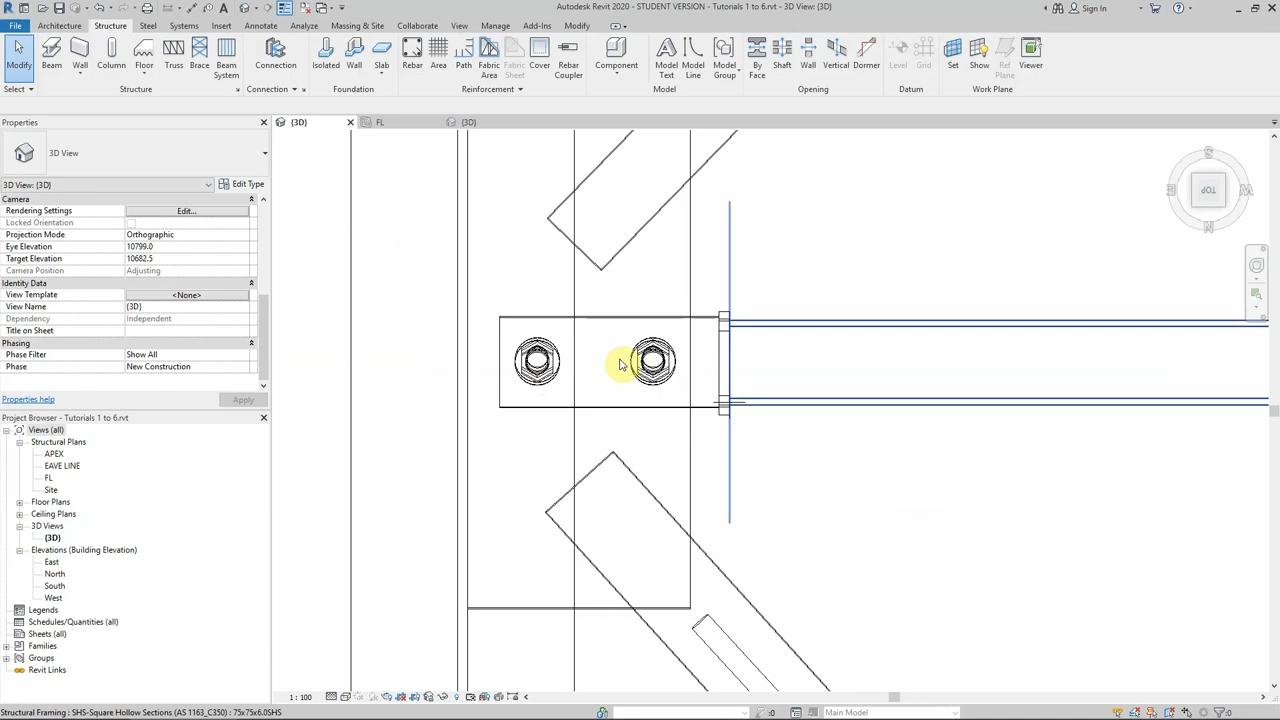 Autodesk Revit 2020 - STUDENT VERSION - Tutorials 1 to 6.rvt - 3D View: {3D}
Sign In
File Architecture Structure Steel Systems Insert Annotate Analyze Massing & Site Collaborate View Manage Add-Ins Modify
Modify Beam Wall Column Floor Truss Brace Beam System Connection Isolated Wall Slab Rebar Area Path Fabric Area Fabric Sheet Cover Rebar Coupler Component Model Text Model Line Model Group By Face Shaft Wall Vertical Dormer Level Grid Set Show Ref Plane Viewer
Select Structure Connection Foundation Reinforcement Model Opening Datum Work Plane
Properties
{3D} FL {3D}
3D View
3D View: {3D} Edit Type
Camera
Rendering Settings Edit...
Locked Orientation
Projection Mode Orthographic
Eye Elevation 10799.0
Target Elevation 10682.5
Camera Position Adjusting
Identity Data
View Template <None>
View Name {3D}
Dependency Independent
Title on Sheet
Phasing
Phase Filter Show All
Phase New Construction
Properties help Apply
Project Browser - Tutorials 1 to 6.rvt
Views (all)
Structural Plans
APEX
EAVE LINE
FL
Site
Floor Plans
Ceiling Plans
3D Views
{3D}
Elevations (Building Elevation)
East
North
South
West
Legends
Schedules/Quantities (all)
Sheets (all)
Families
Groups
Revit Links
S
E TOP W
N
1 : 100
Structural Framing : SHS-Square Hollow Sections (AS 1163_C350) : 75x75x6.0SHS
:0 Main Model :0